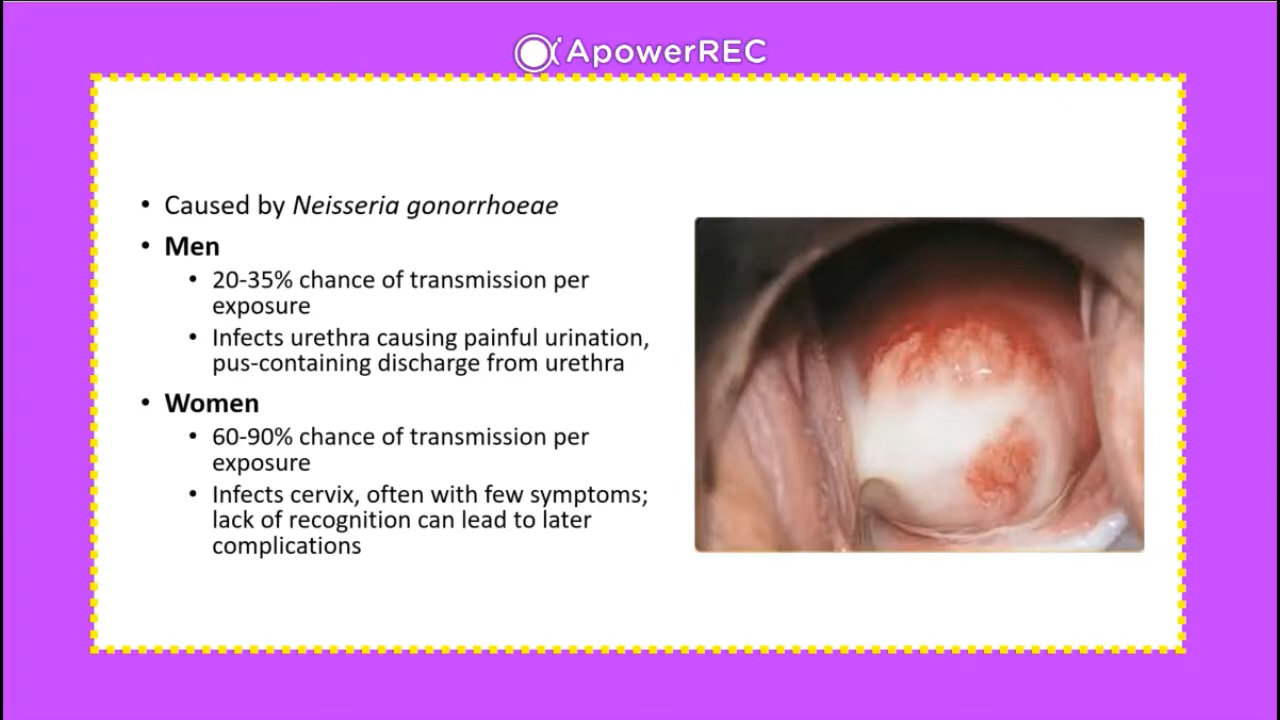 ApowerREC
• Caused by Neisseria gonorrhoeae
• Men
• 20-35% chance of transmission per
exposure
• Infects urethra causing painful urination,
pus-containing discharge from urethra
• Women
• 60-90% chance of transmission per
exposure
• Infects cervix, often with few symptoms;
lack of recognition can lead to later
complications